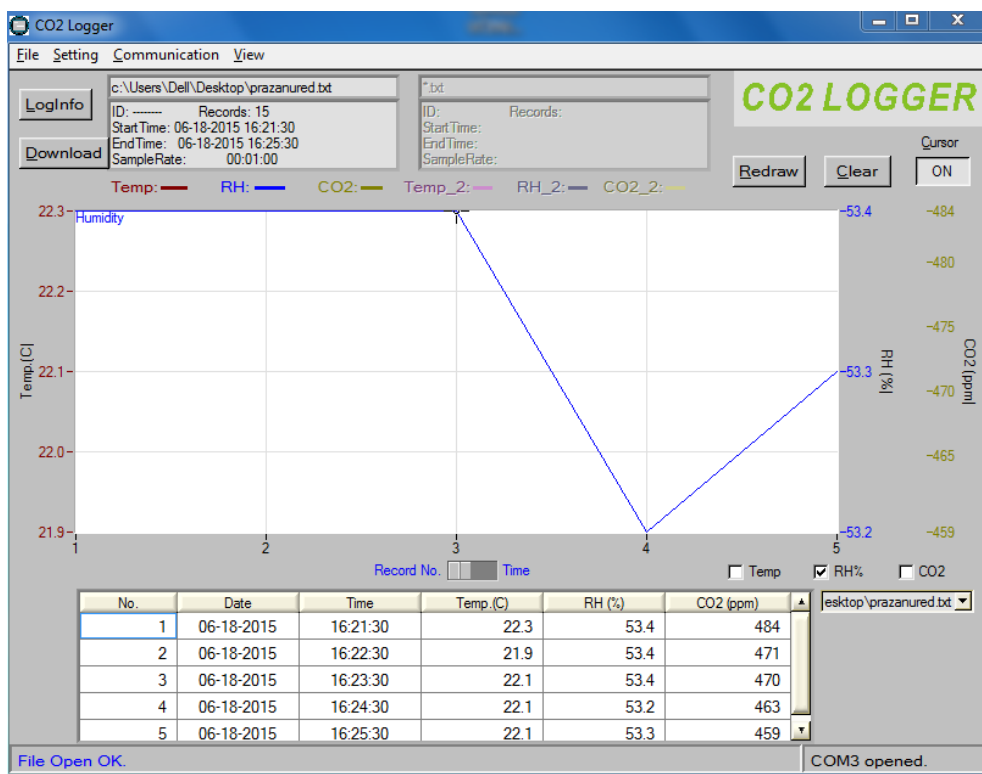 CO2 Logger
File Setting Communication View
LogInfo
Download
c:\Users\Dell\Desktop\prazanured.txt
ID: -------- Records: 15
StartTime: 06-18-2015 16:21:30
EndTime: 06-18-2015 16:25:30
SampleRate: 00:01:00
*.txt
ID: Records:
StartTime:
EndTime:
SampleRate:
CO2 LOGGER
Cursor
Redraw Clear ON
Temp: RH: CO2: Temp_2: RH_2: CO2_2:
Humidity
22.3
22.2
22.1
22.0
21.9
Temp.(C)
53.4
53.3
53.2
RH (%)
484
480
475
470
465
459
CO2 (ppm)
1 2 3 4 5
Record No. Time
Temp RH% CO2
esktop\prazanured.txt
No. Date Time Temp.(C) RH (%) CO2 (ppm)
1 06-18-2015 16:21:30 22.3 53.4 484
2 06-18-2015 16:22:30 21.9 53.4 471
3 06-18-2015 16:23:30 22.1 53.4 470
4 06-18-2015 16:24:30 22.1 53.2 463
5 06-18-2015 16:25:30 22.1 53.3 459
File Open OK. COM3 opened.